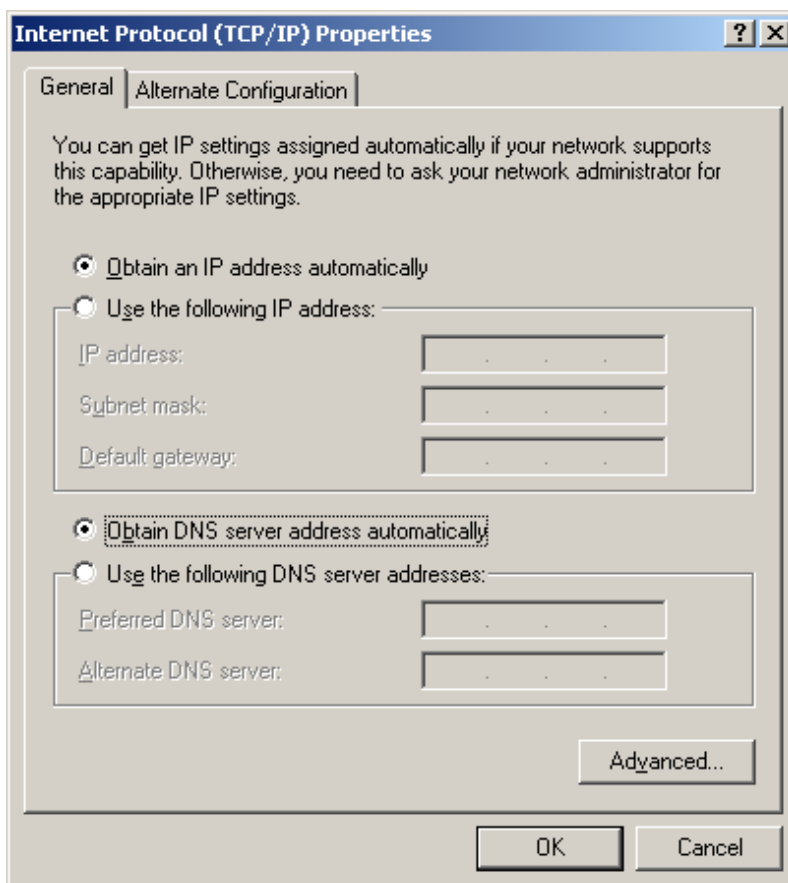 Internet Protocol (TCP/IP) Properties
General
Alternate Configuration
You can get IP settings assigned automatically if your network supports
this capability. Otherwise, you need to ask your network administrator for
the appropriate IP settings.
Obtain an IP address automatically
Use the following IP address:
IP address:
Subnet mask:
Default gateway:
Obtain DNS server address automatically
Use the following DNS server addresses:
Preferred DNS server:
Alternate DNS server:
Advanced...
OK
Cancel